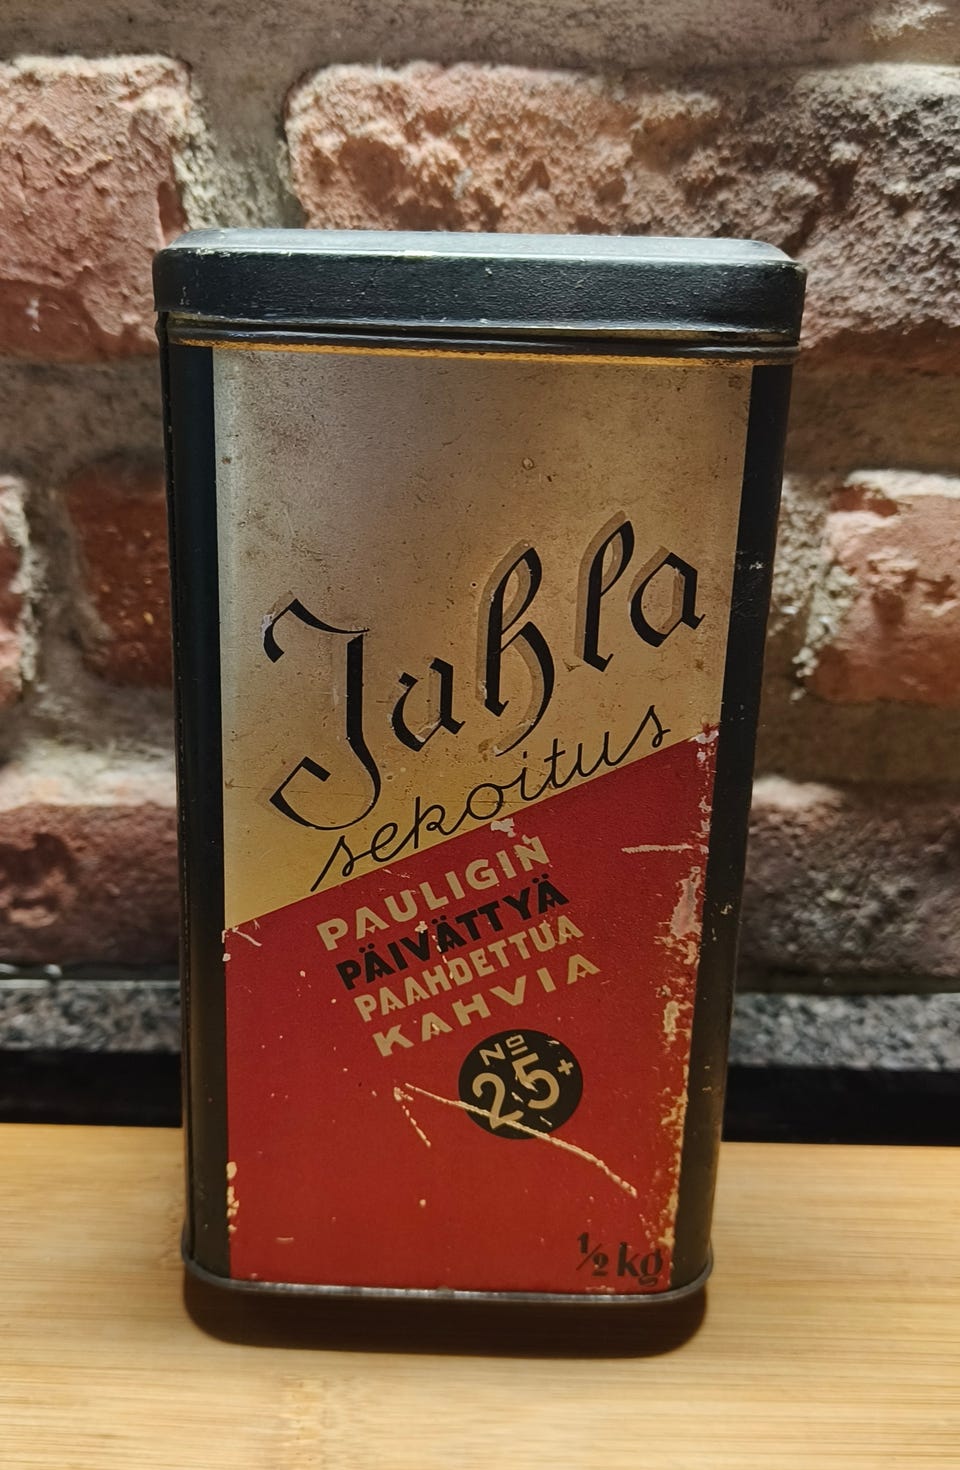 Juhla
sekoitus
PAULIGIN
PÄIVÄTTYÄ
PAAHDETTUA
KAHVIA
Nº
25+
½ kg